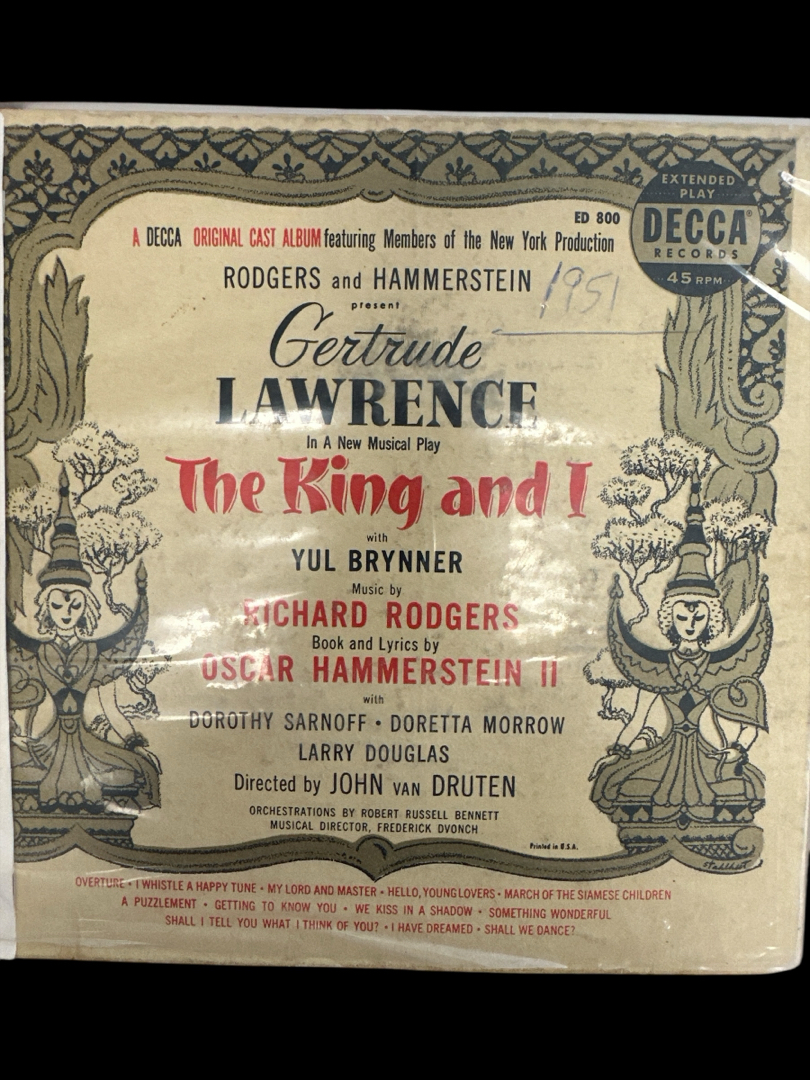 EXTENDED
PLAY
DECCA®
RECORDS
45 RPM
ED 800
A DECCA ORIGINAL CAST ALBUM featuring Members of the New York Production
RODGERS and HAMMERSTEIN
1951
present
Gertrude
LAWRENCE
In A New Musical Play
The King and I
with
YUL BRYNNER
Music by
RICHARD RODGERS
Book and Lyrics by
OSCAR HAMMERSTEIN II
with
DOROTHY SARNOFF • DORETTA MORROW
LARRY DOUGLAS
Directed by JOHN VAN DRUTEN
ORCHESTRATIONS BY ROBERT RUSSELL BENNETT
MUSICAL DIRECTOR, FREDERICK DVONCH
Printed in U.S.A.
OVERTURE • I WHISTLE A HAPPY TUNE • MY LORD AND MASTER • HELLO, YOUNG LOVERS • MARCH OF THE SIAMESE CHILDREN
A PUZZLEMENT • GETTING TO KNOW YOU • WE KISS IN A SHADOW • SOMETHING WONDERFUL
SHALL I TELL YOU WHAT I THINK OF YOU? • I HAVE DREAMED • SHALL WE DANCE?